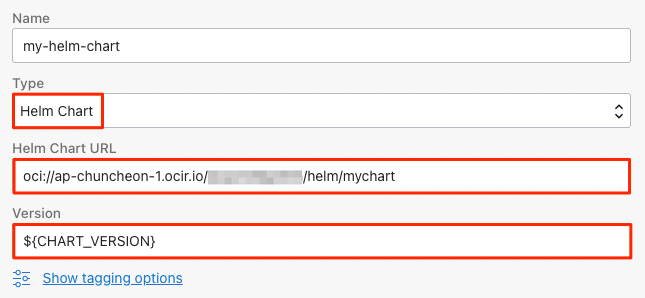 Name
my-helm-chart
Type
Helm Chart
Helm Chart URL
oci://ap-chuncheon-1.ocir.io/ /helm/mychart
Version
${CHART_VERSION}
Show tagging options